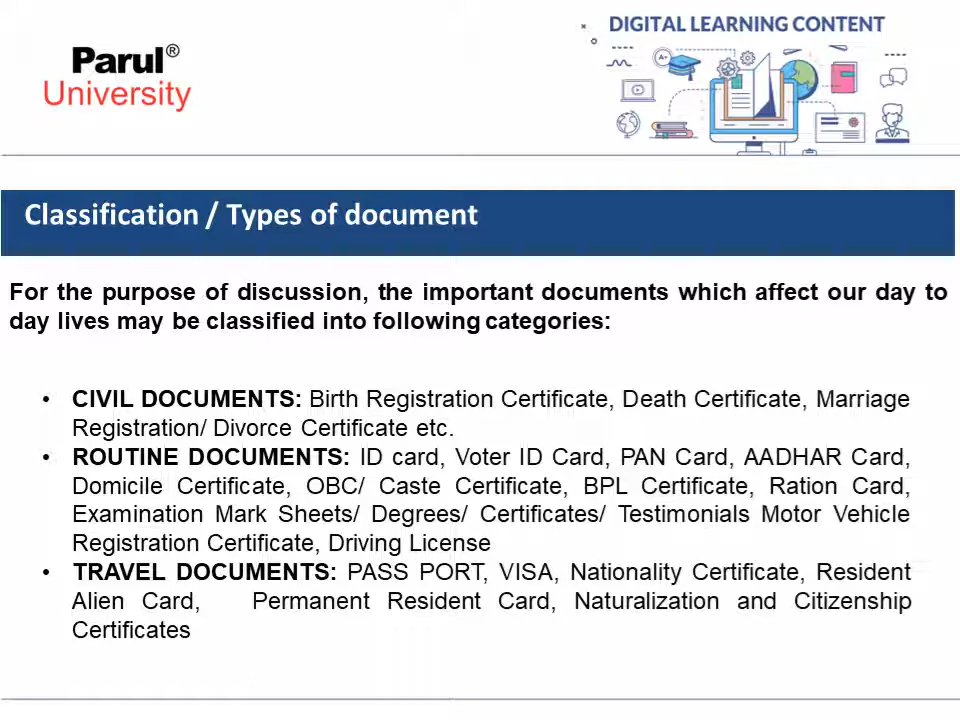 DIGITAL LEARNING CONTENT
Parul®
University
A+
Classification / Types of document
For the purpose of discussion, the important documents which affect our day to
day lives may be classified into following categories:
• CIVIL DOCUMENTS: Birth Registration Certificate, Death Certificate, Marriage
Registration/ Divorce Certificate etc.
• ROUTINE DOCUMENTS: ID card, Voter ID Card, PAN Card, AADHAR Card,
Domicile Certificate, OBC/ Caste Certificate, BPL Certificate, Ration Card,
Examination Mark Sheets/ Degrees/ Certificates/ Testimonials Motor Vehicle
Registration Certificate, Driving License
• TRAVEL DOCUMENTS: PASS PORT, VISA, Nationality Certificate, Resident
Alien Card, Permanent Resident Card, Naturalization and Citizenship
Certificates